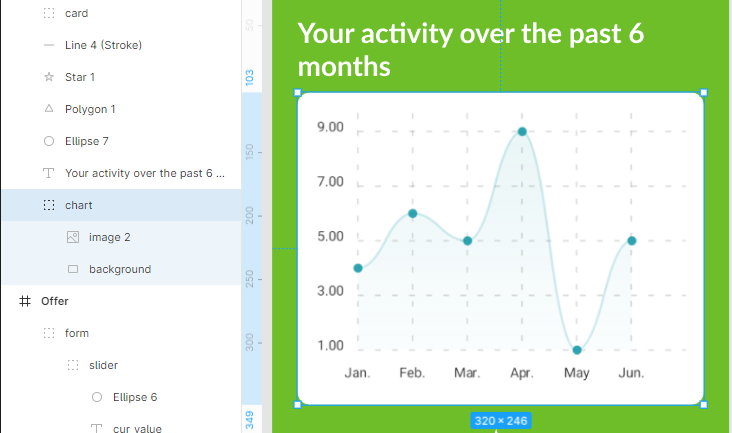 card
Line 4 (Stroke)
Star 1
Polygon 1
Ellipse 7
Your activity over the past 6 ...
chart
image 2
background
Offer
form
slider
Ellipse 6
cur value
50
103
150
200
250
300
349
Your activity over the past 6
months
9.00
7.00
5.00
3.00
1.00
Jan. Feb. Mar. Apr. May Jun.
320 × 246